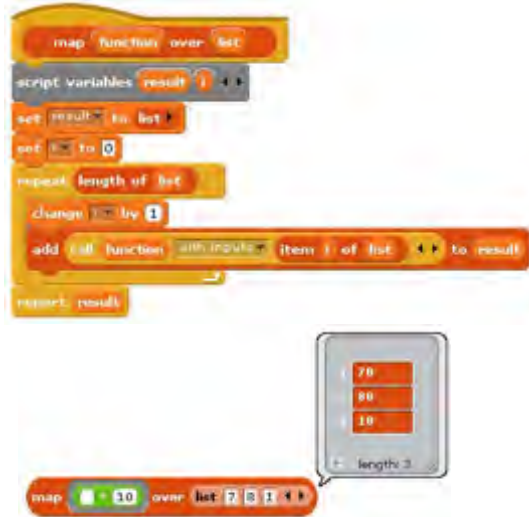 map function over list
script variables result i
set result to list
set i to 0
repeat length of list
change i by 1
add call function with inputs item i of list to result
report result
70
80
10
+ length: 3
map × 10 over list 7 8 1